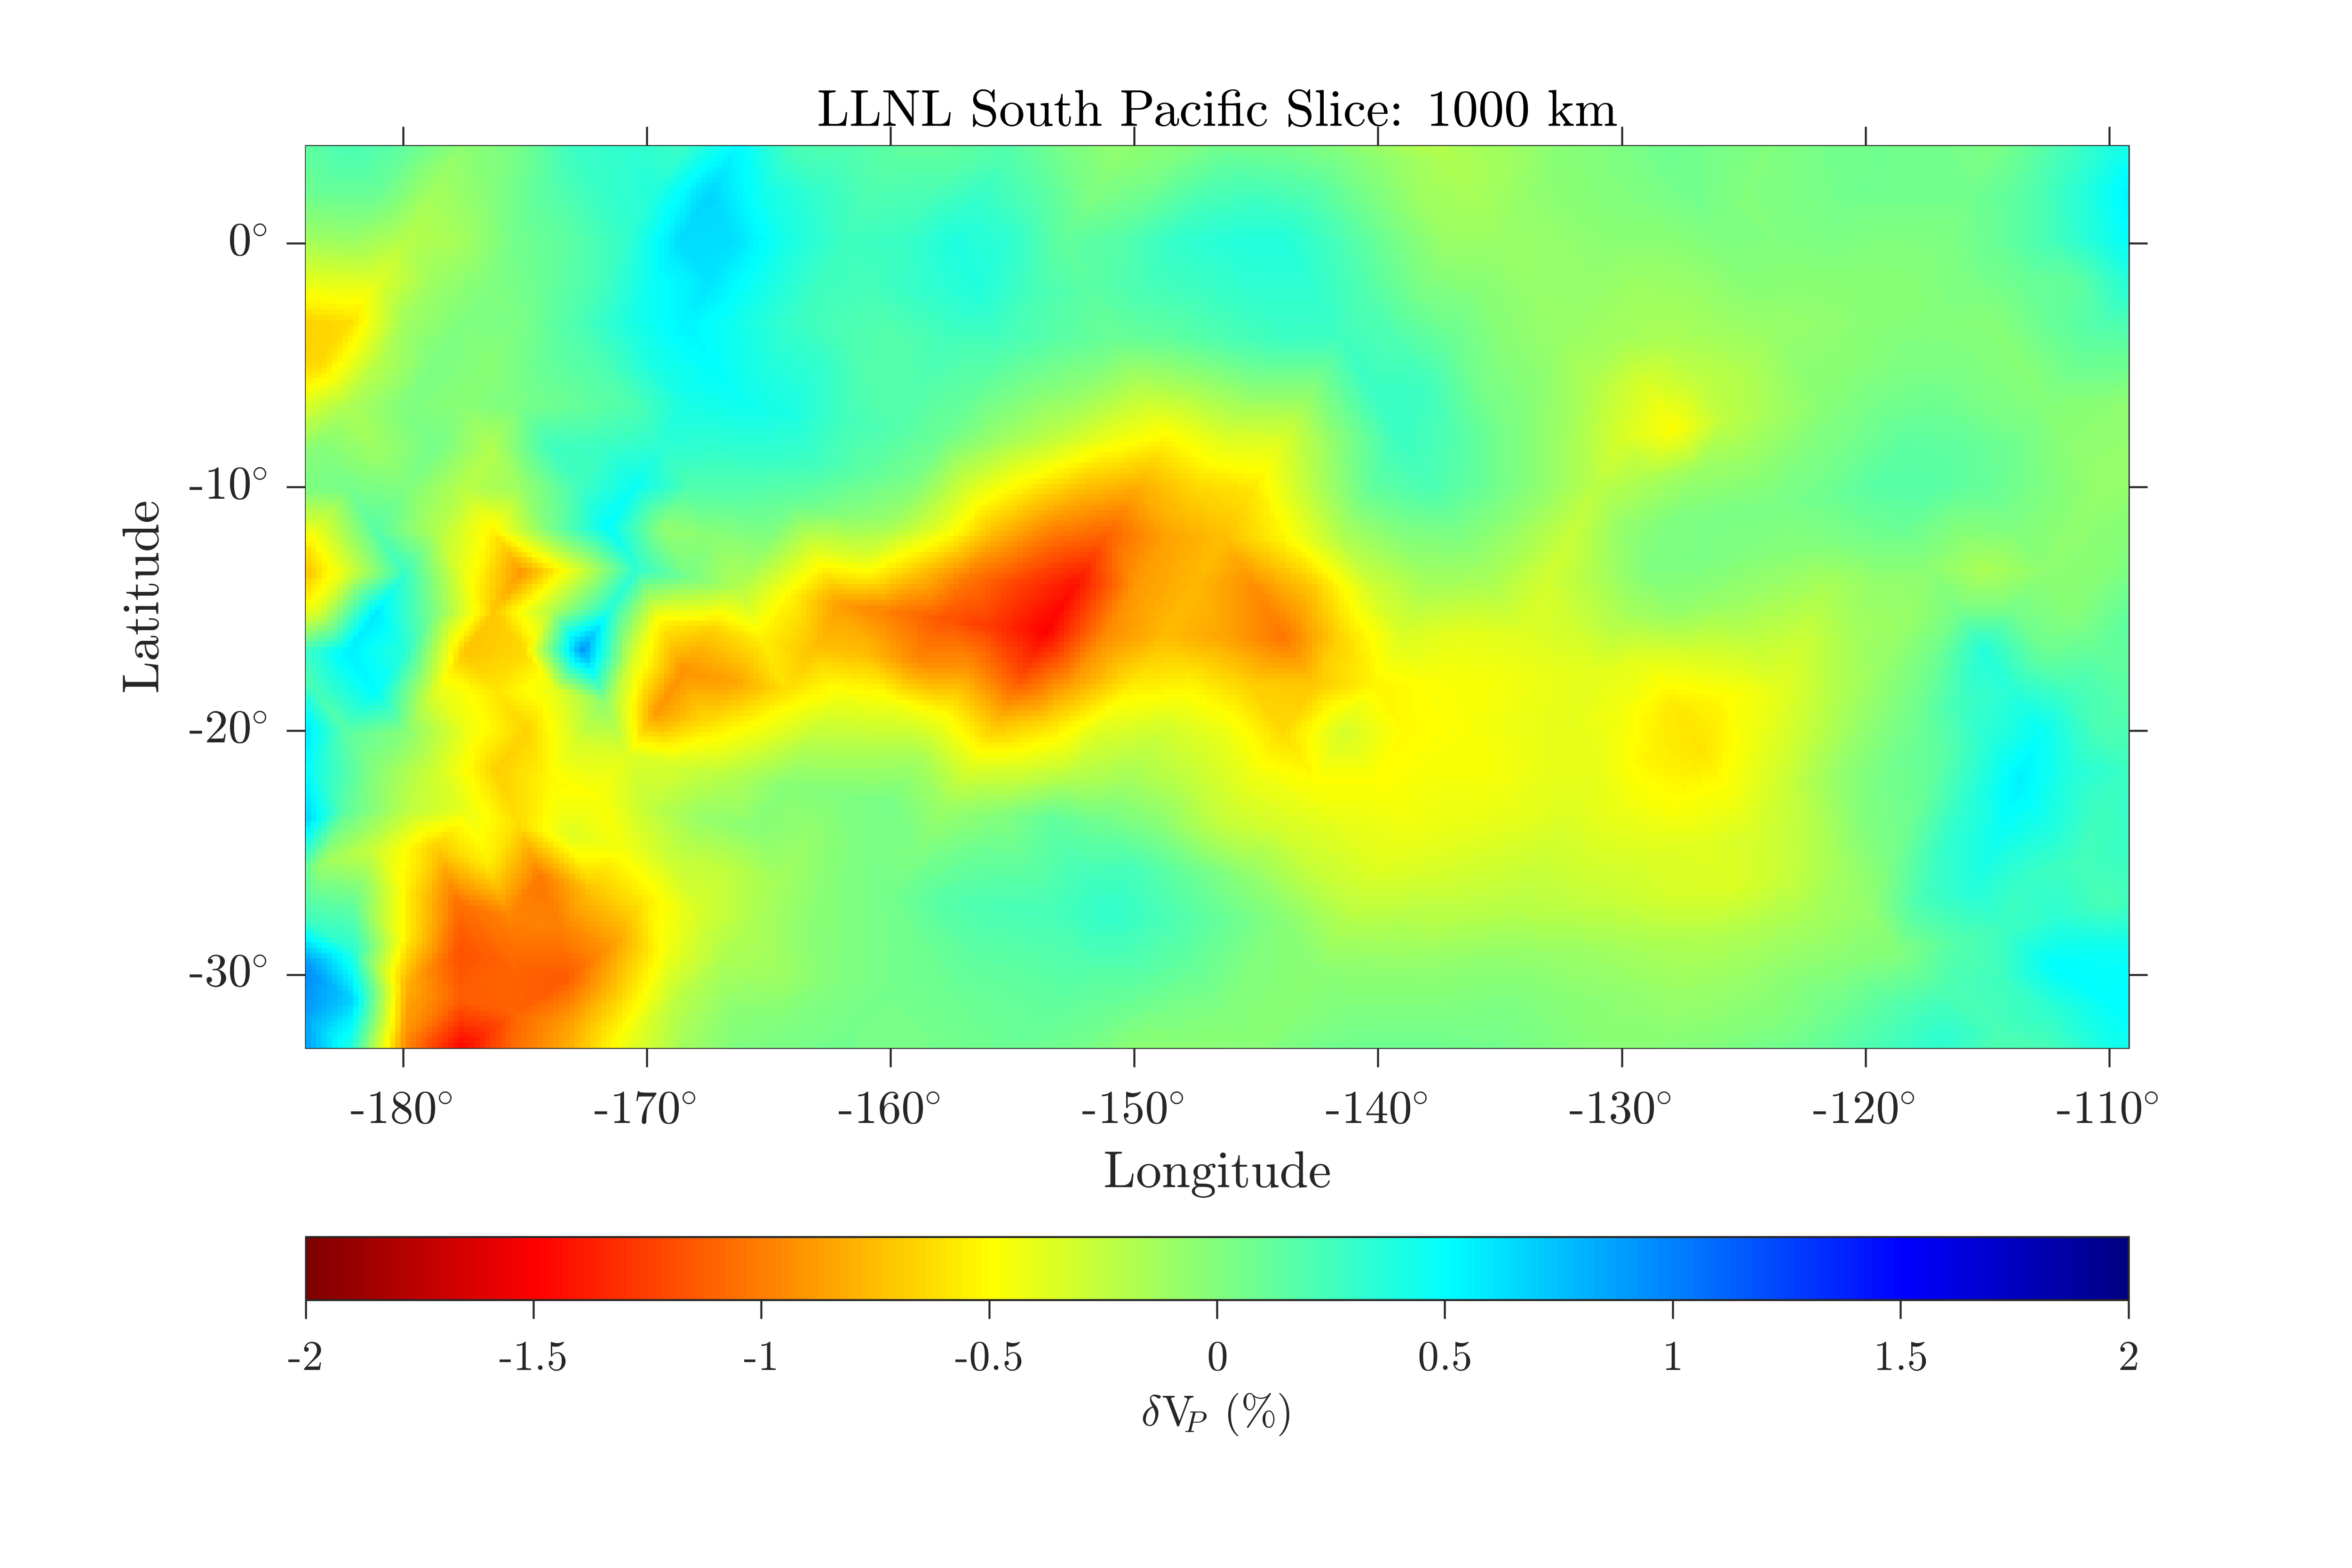 LLNL South Pacific Slice: 1000 km
Latitude
0°
-10°
-20°
-30°
-180° -170° -160° -150° -140° -130° -120° -110°
Longitude
-2 -1.5 -1 -0.5 0 0.5 1 1.5 2
δV_P (%)